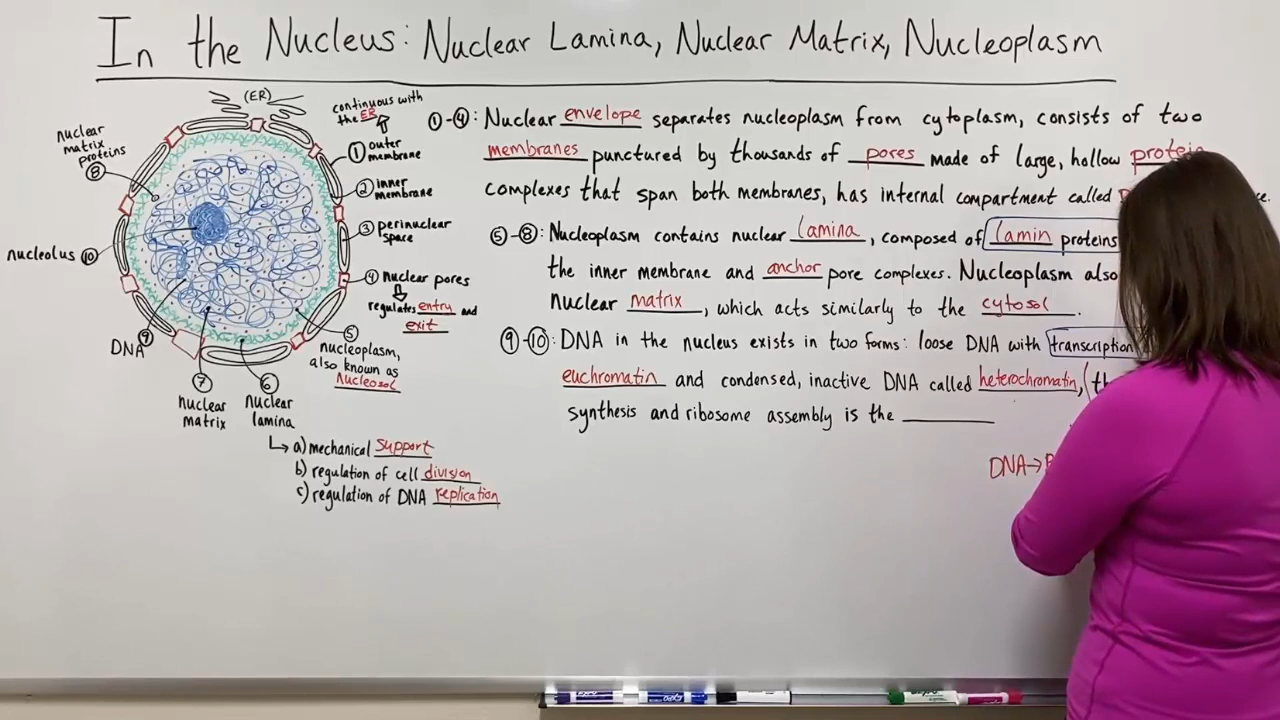 In the Nucleus: Nuclear Lamina, Nuclear Matrix, Nucleoplasm
(ER)
continuous with
the ER
① outer
membrane
② inner
membrane
③ perinuclear
space
④ nuclear pores
regulates entry and
exit
⑤
nucleoplasm,
also known as
nucleosol
⑥
nuclear
lamina
a) mechanical support
b) regulation of cell division
c) regulation of DNA replication
⑦
nuclear
matrix
nuclear
matrix
proteins
⑧
DNA ⑨
nucleolus ⑩
①-④: Nuclear envelope separates nucleoplasm from cytoplasm, consists of two
membranes punctured by thousands of pores made of large, hollow protein
complexes that span both membranes, has internal compartment called
⑤-⑧: Nucleoplasm contains nuclear lamina, composed of lamin proteins
the inner membrane and anchor pore complexes. Nucleoplasm also
nuclear matrix, which acts similarly to the cytosol.
⑨-⑩: DNA in the nucleus exists in two forms: loose DNA with transcription
euchromatin and condensed, inactive DNA called heterochromatin, (
synthesis and ribosome assembly is the ______
DNA→
EXPO
EXPO